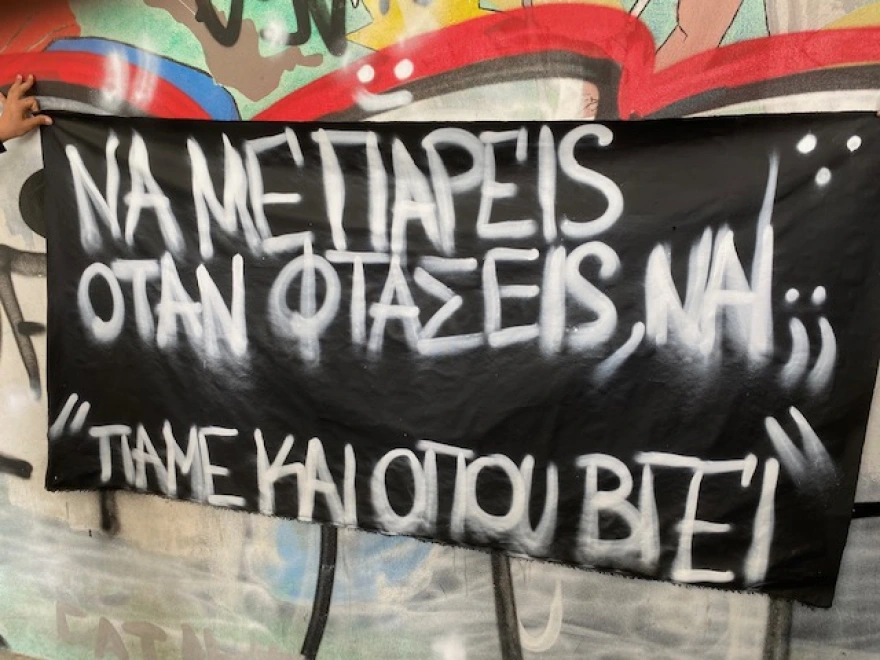 ΝΑ ΜΕ ΠΑΡΕΙS
ΟΤΑΝ ΦΤΑΣΕΙS, ΝΑΙ ;;
"ΠΑΜΕ ΚΑΙ ΟΠΟΥ ΒΓΕΙ"